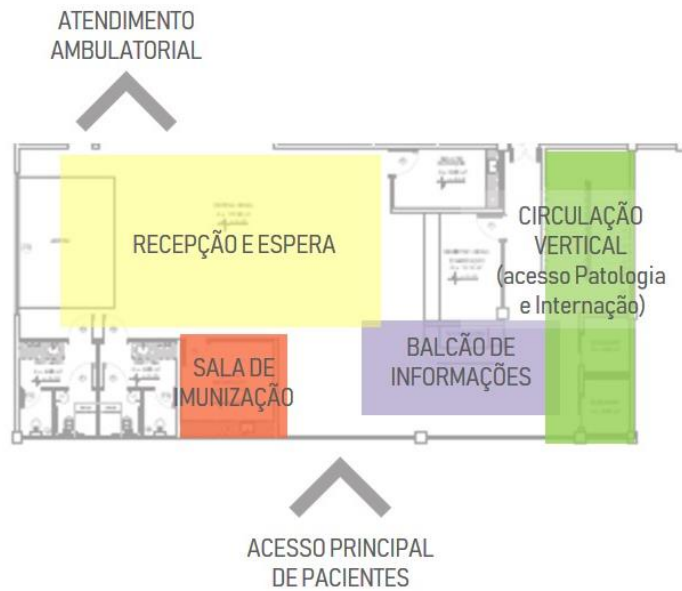 ATENDIMENTO
AMBULATORIAL
RECEPÇÃO E ESPERA
CIRCULAÇÃO
VERTICAL
(acesso Patologia
e Internação)
SALA DE
IMUNIZAÇÃO
BALCÃO DE
INFORMAÇÕES
ACESSO PRINCIPAL
DE PACIENTES